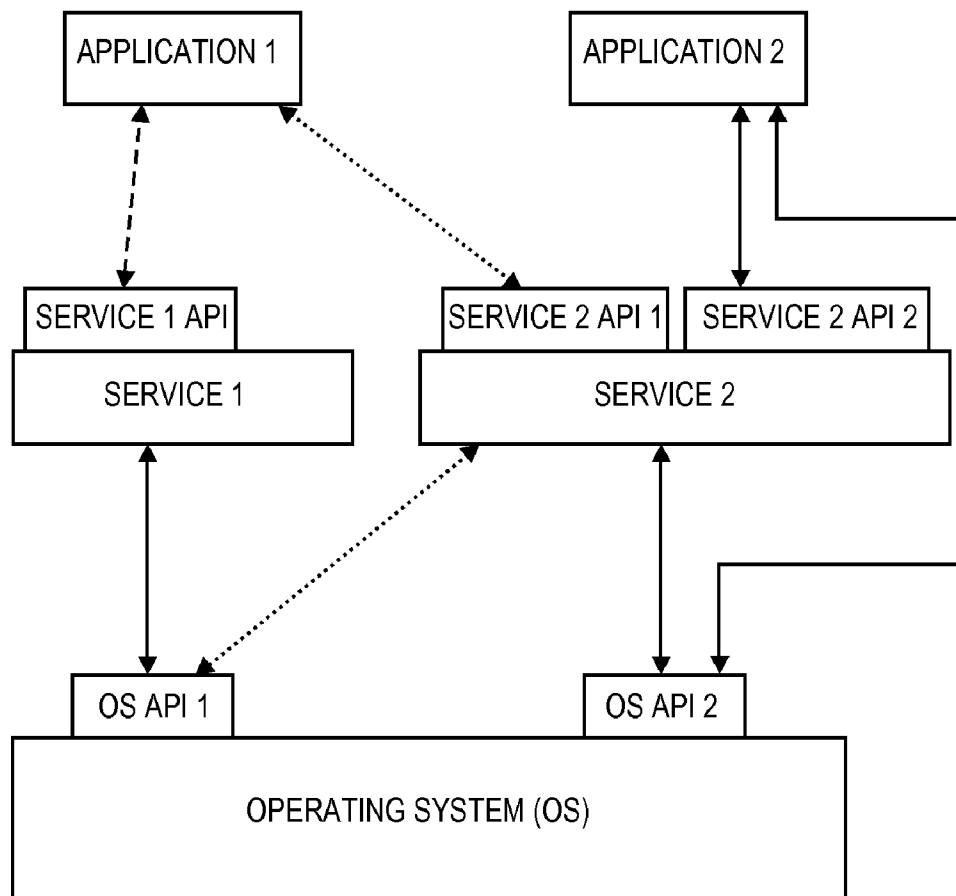 APPLICATION 1
APPLICATION 2
SERVICE 1 API
SERVICE 2 API 1
SERVICE 2 API 2
SERVICE 1
SERVICE 2
OS API 1
OS API 2
OPERATING SYSTEM (OS)